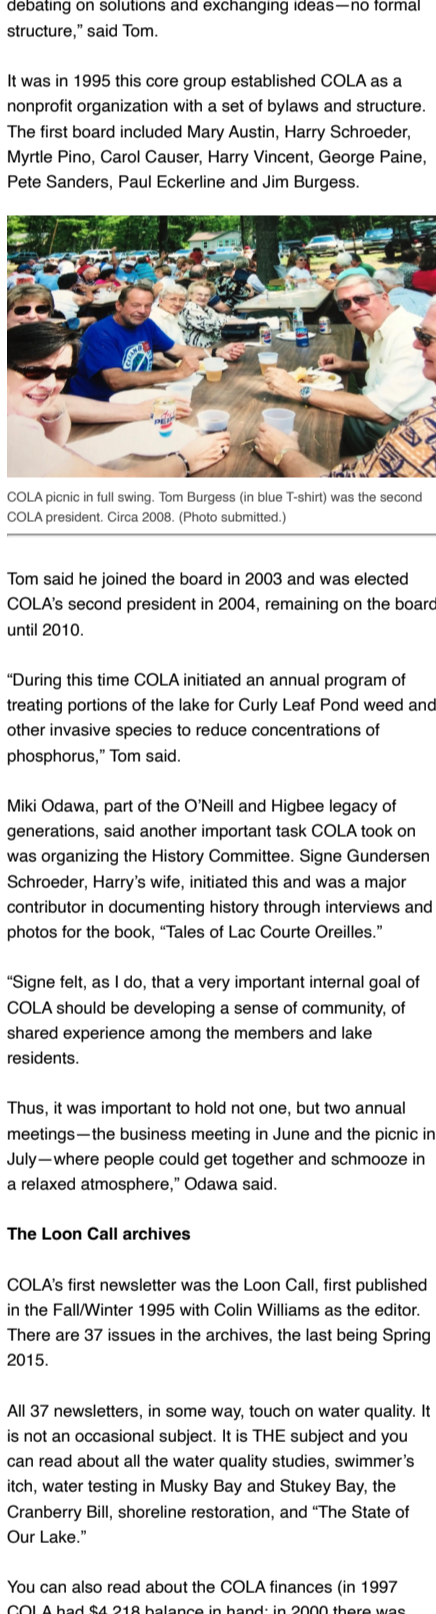 debating on solutions and exchanging ideas—no formal
structure,” said Tom.
It was in 1995 this core group established COLA as a
nonprofit organization with a set of bylaws and structure.
The first board included Mary Austin, Harry Schroeder,
Myrtle Pino, Carol Causer, Harry Vincent, George Paine,
Pete Sanders, Paul Eckerline and Jim Burgess.
PEPSI
COLA picnic in full swing. Tom Burgess (in blue T-shirt) was the second
COLA president. Circa 2008. (Photo submitted.)
Tom said he joined the board in 2003 and was elected
COLA’s second president in 2004, remaining on the board
until 2010.
“During this time COLA initiated an annual program of
treating portions of the lake for Curly Leaf Pond weed and
other invasive species to reduce concentrations of
phosphorus,” Tom said.
Miki Odawa, part of the O’Neill and Higbee legacy of
generations, said another important task COLA took on
was organizing the History Committee. Signe Gundersen
Schroeder, Harry’s wife, initiated this and was a major
contributor in documenting history through interviews and
photos for the book, “Tales of Lac Courte Oreilles.”
“Signe felt, as I do, that a very important internal goal of
COLA should be developing a sense of community, of
shared experience among the members and lake
residents.
Thus, it was important to hold not one, but two annual
meetings—the business meeting in June and the picnic in
July—where people could get together and schmooze in
a relaxed atmosphere,” Odawa said.
The Loon Call archives
COLA’s first newsletter was the Loon Call, first published
in the Fall/Winter 1995 with Colin Williams as the editor.
There are 37 issues in the archives, the last being Spring
2015.
All 37 newsletters, in some way, touch on water quality. It
is not an occasional subject. It is THE subject and you
can read about all the water quality studies, swimmer’s
itch, water testing in Musky Bay and Stukey Bay, the
Cranberry Bill, shoreline restoration, and “The State of
Our Lake.”
You can also read about the COLA finances (in 1997
COLA had $4,218 balance in hand; in 2000 there was